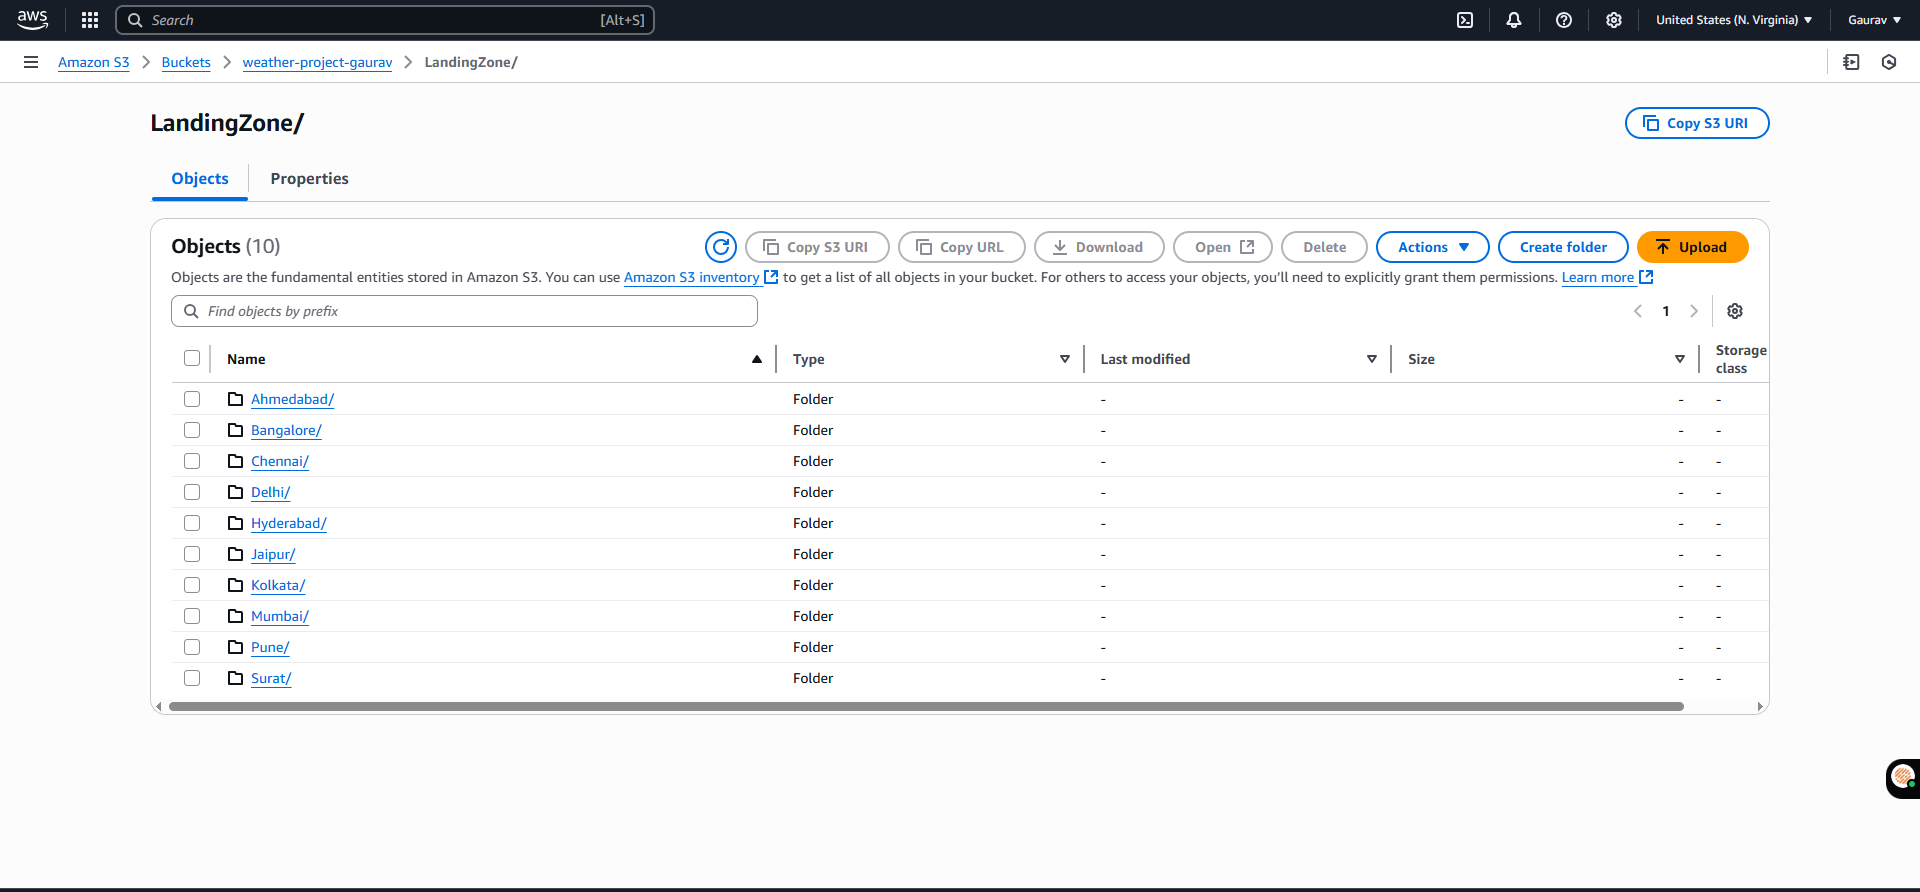 aws Search [Alt+S] United States (N. Virginia) Gaurav
Amazon S3 Buckets weather-project-gaurav LandingZone/
LandingZone/ Copy S3 URI
Objects Properties
Objects (10) Copy S3 URI Copy URL Download Open Delete Actions Create folder Upload
Objects are the fundamental entities stored in Amazon S3. You can use Amazon S3 inventory to get a list of all objects in your bucket. For others to access your objects, you’ll need to explicitly grant them permissions. Learn more
Find objects by prefix 1
Name Type Last modified Size Storage class
Ahmedabad/ Folder - - -
Bangalore/ Folder - - -
Chennai/ Folder - - -
Delhi/ Folder - - -
Hyderabad/ Folder - - -
Jaipur/ Folder - - -
Kolkata/ Folder - - -
Mumbai/ Folder - - -
Pune/ Folder - - -
Surat/ Folder - - -